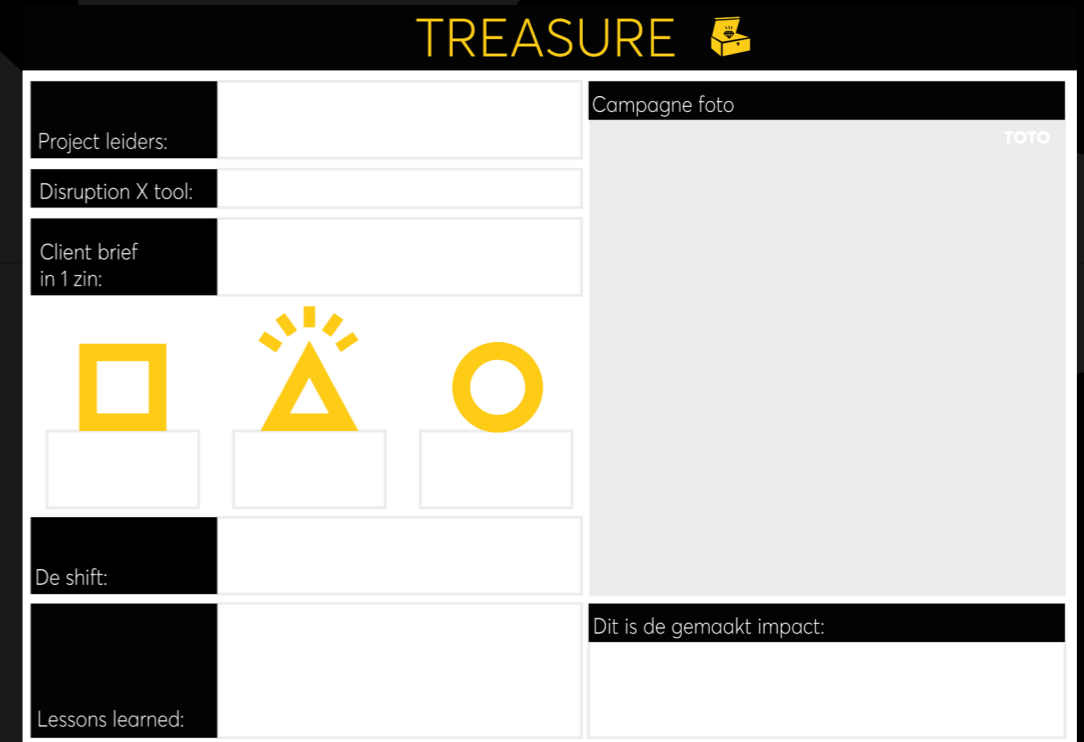 TREASURE
Project leiders:
Disruption X tool:
Client brief
in 1 zin:
De shift:
Lessons learned:
Campagne foto
TOTO
Dit is de gemaakt impact: